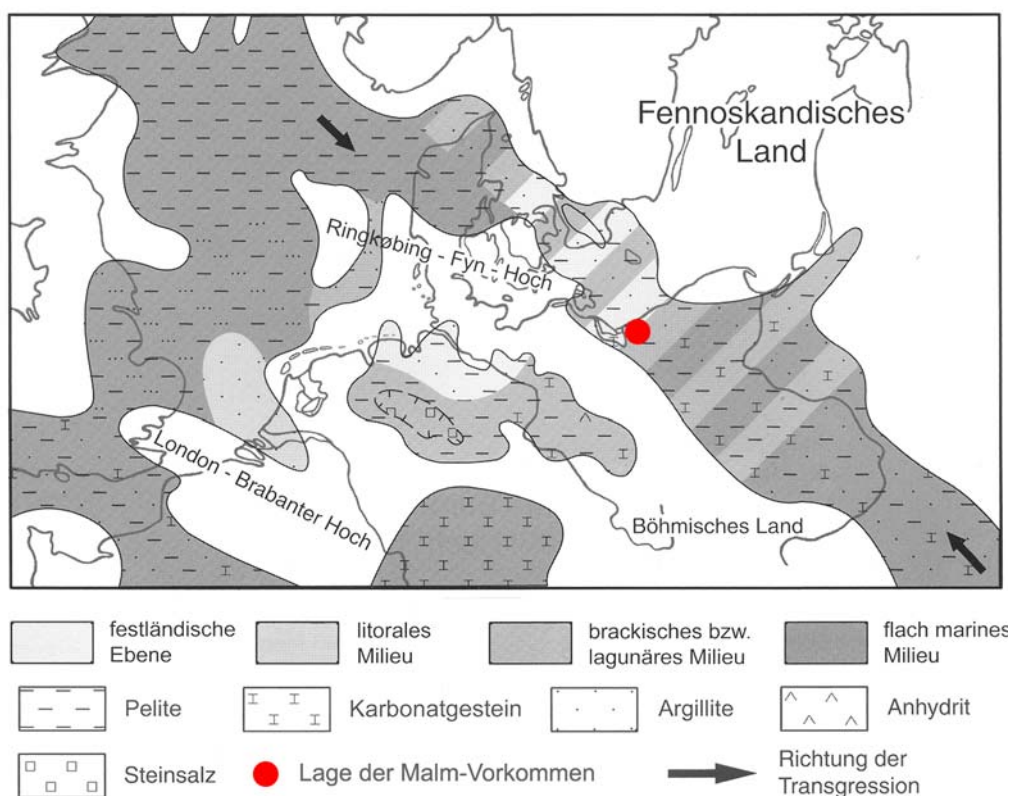 Fennoskandisches
Land
Ringkøbing - Fyn - Hoch
London - Brabanter Hoch
Böhmisches Land
festländische
Ebene
litorales
Milieu
brackisches bzw.
lagunäres Milieu
flach marines
Milieu
Pelite
Karbonatgestein
Argillite
Anhydrit
Steinsalz
Lage der Malm-Vorkommen
Richtung der
Transgression